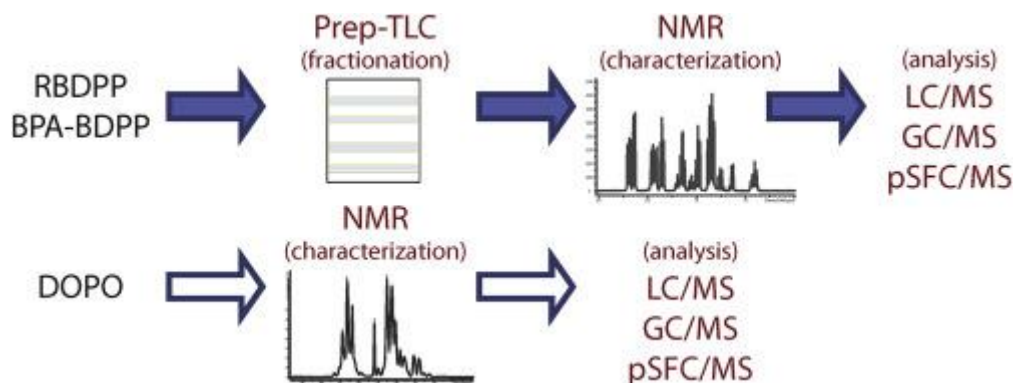 Prep-TLC
(fractionation)
NMR
(characterization)
RBDPP
BPA-BDPP
(analysis)
LC/MS
GC/MS
pSFC/MS
NMR
(characterization)
DOPO
(analysis)
LC/MS
GC/MS
pSFC/MS